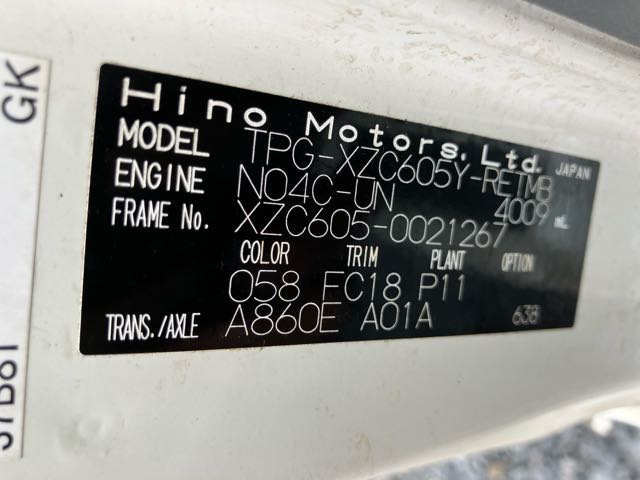 Hino Motors,Ltd. JAPAN
MODEL TPG-XZC605Y-RETMB
ENGINE N04C-UN 4009 mL
FRAME No. XZC605-0021267
COLOR TRIM PLANT OPTION
058 FC18 P11
TRANS./AXLE A860E A01A 638
GK